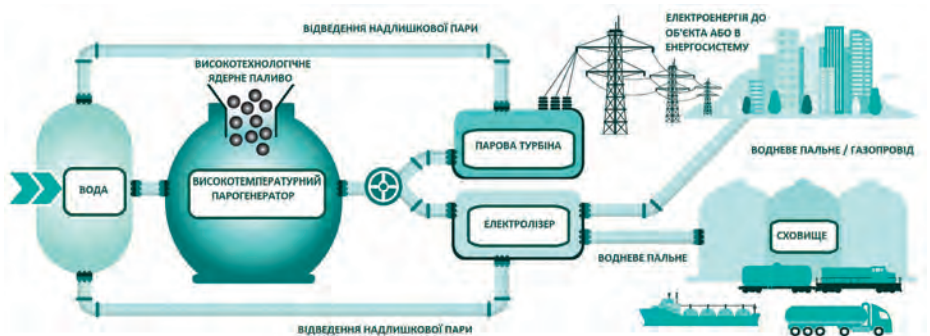 ВІДВЕДЕННЯ НАДЛИШКОВОЇ ПАРИ
ЕЛЕКТРОЕНЕРГІЯ ДО
ОБ'ЄКТА АБО В
ЕНЕРГОСИСТЕМУ
ВИСОКОТЕХНОЛОГІЧНЕ
ЯДЕРНЕ ПАЛИВО
ПАРОВА ТУРБІНА
ВОДНЕВЕ ПАЛЬНЕ / ГАЗОПРОВІД
ВОДА
ВИСОКОТЕМПЕРАТУРНИЙ
ПАРОГЕНЕРАТОР
ЕЛЕКТРОЛІЗЕР
СХОВИЩЕ
ВОДНЕВЕ ПАЛЬНЕ
ВІДВЕДЕННЯ НАДЛИШКОВОЇ ПАРИ